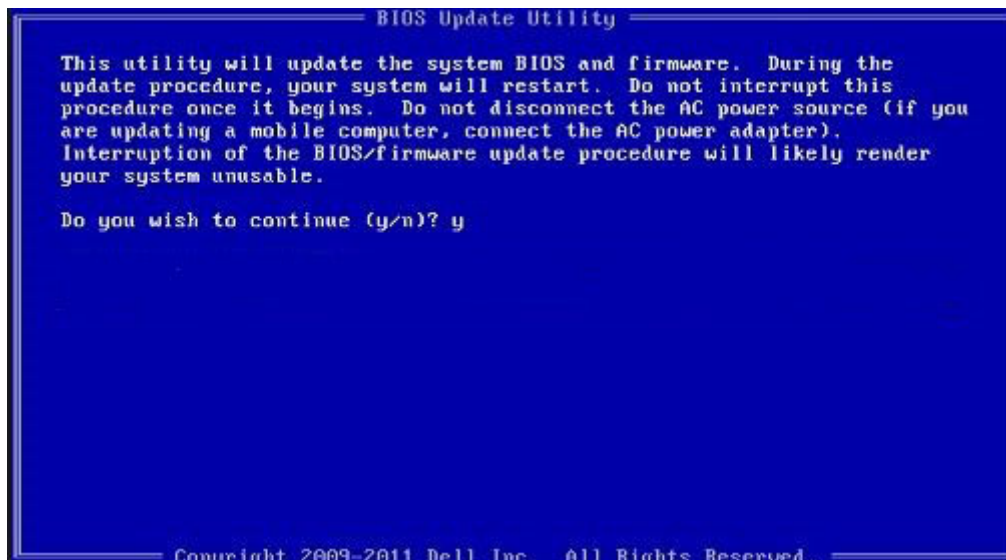 BIOS Update Utility
This utility will update the system BIOS and firmware. During the
update procedure, your system will restart. Do not interrupt this
procedure once it begins. Do not disconnect the AC power source (if you
are updating a mobile computer, connect the AC power adapter).
Interruption of the BIOS/firmware update procedure will likely render
your system unusable.
Do you wish to continue (y/n)? y
Copyright 2009-2011 Dell Inc. All Rights Reserved.